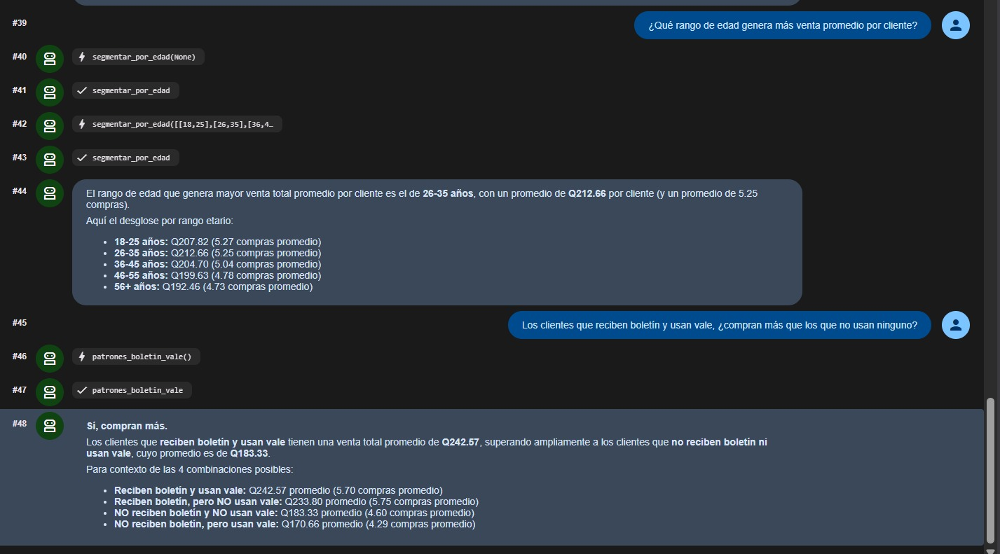 #39
¿Qué rango de edad genera más venta promedio por cliente?
#40
segmentar_por_edad(None)
#41
segmentar_por_edad
#42
segmentar_por_edad([[18,25],[26,35],[36,4…
#43
segmentar_por_edad
#44
El rango de edad que genera mayor venta total promedio por cliente es el de 26-35 años, con un promedio de Q212.66 por cliente (y un promedio de 5.25
compras).
Aquí el desglose por rango etario:
• 18-25 años: Q207.82 (5.27 compras promedio)
• 26-35 años: Q212.66 (5.25 compras promedio)
• 36-45 años: Q204.70 (5.04 compras promedio)
• 46-55 años: Q199.63 (4.78 compras promedio)
• 56+ años: Q192.46 (4.73 compras promedio)
#45
Los clientes que reciben boletín y usan vale, ¿compran más que los que no usan ninguno?
#46
patrones_boletin_vale()
#47
patrones_boletin_vale
#48
Sí, compran más.
Los clientes que reciben boletín y usan vale tienen una venta total promedio de Q242.57, superando ampliamente a los clientes que no reciben boletín ni
usan vale, cuyo promedio es de Q183.33.
Para contexto de las 4 combinaciones posibles:
• Reciben boletín y usan vale: Q242.57 promedio (5.70 compras promedio)
• Reciben boletín, pero NO usan vale: Q233.80 promedio (5.75 compras promedio)
• NO reciben boletín y NO usan vale: Q183.33 promedio (4.60 compras promedio)
• NO reciben boletín, pero usan vale: Q170.66 promedio (4.29 compras promedio)